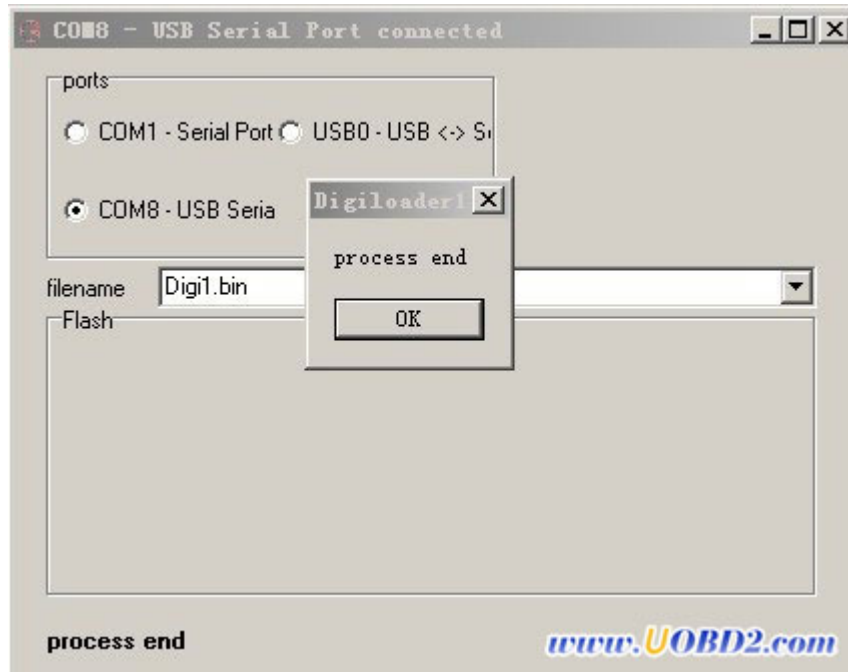 COM8 - USB Serial Port connected
ports
COM1 - Serial Port
USB0 - USB <-> S
COM8 - USB Seria
Digiloader1
process end
OK
filename
Digi1.bin
Flash
process end
www.UOBD2.com